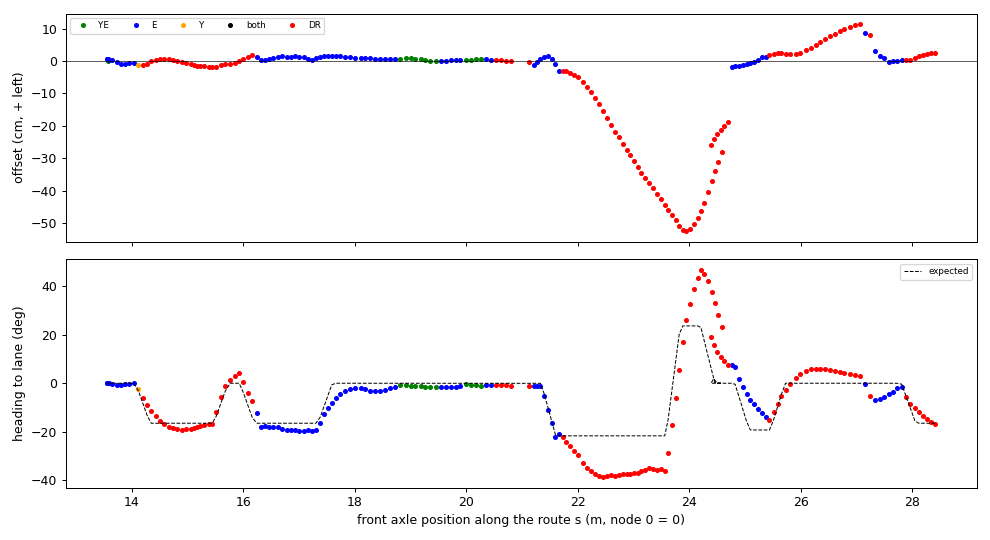 YE E Y both DR
offset (cm, + left)
10
0
−10
−20
−30
−40
−50
expected
heading to lane (deg)
40
20
0
−20
−40
14 16 18 20 22 24 26 28
front axle position along the route s (m, node 0 = 0)